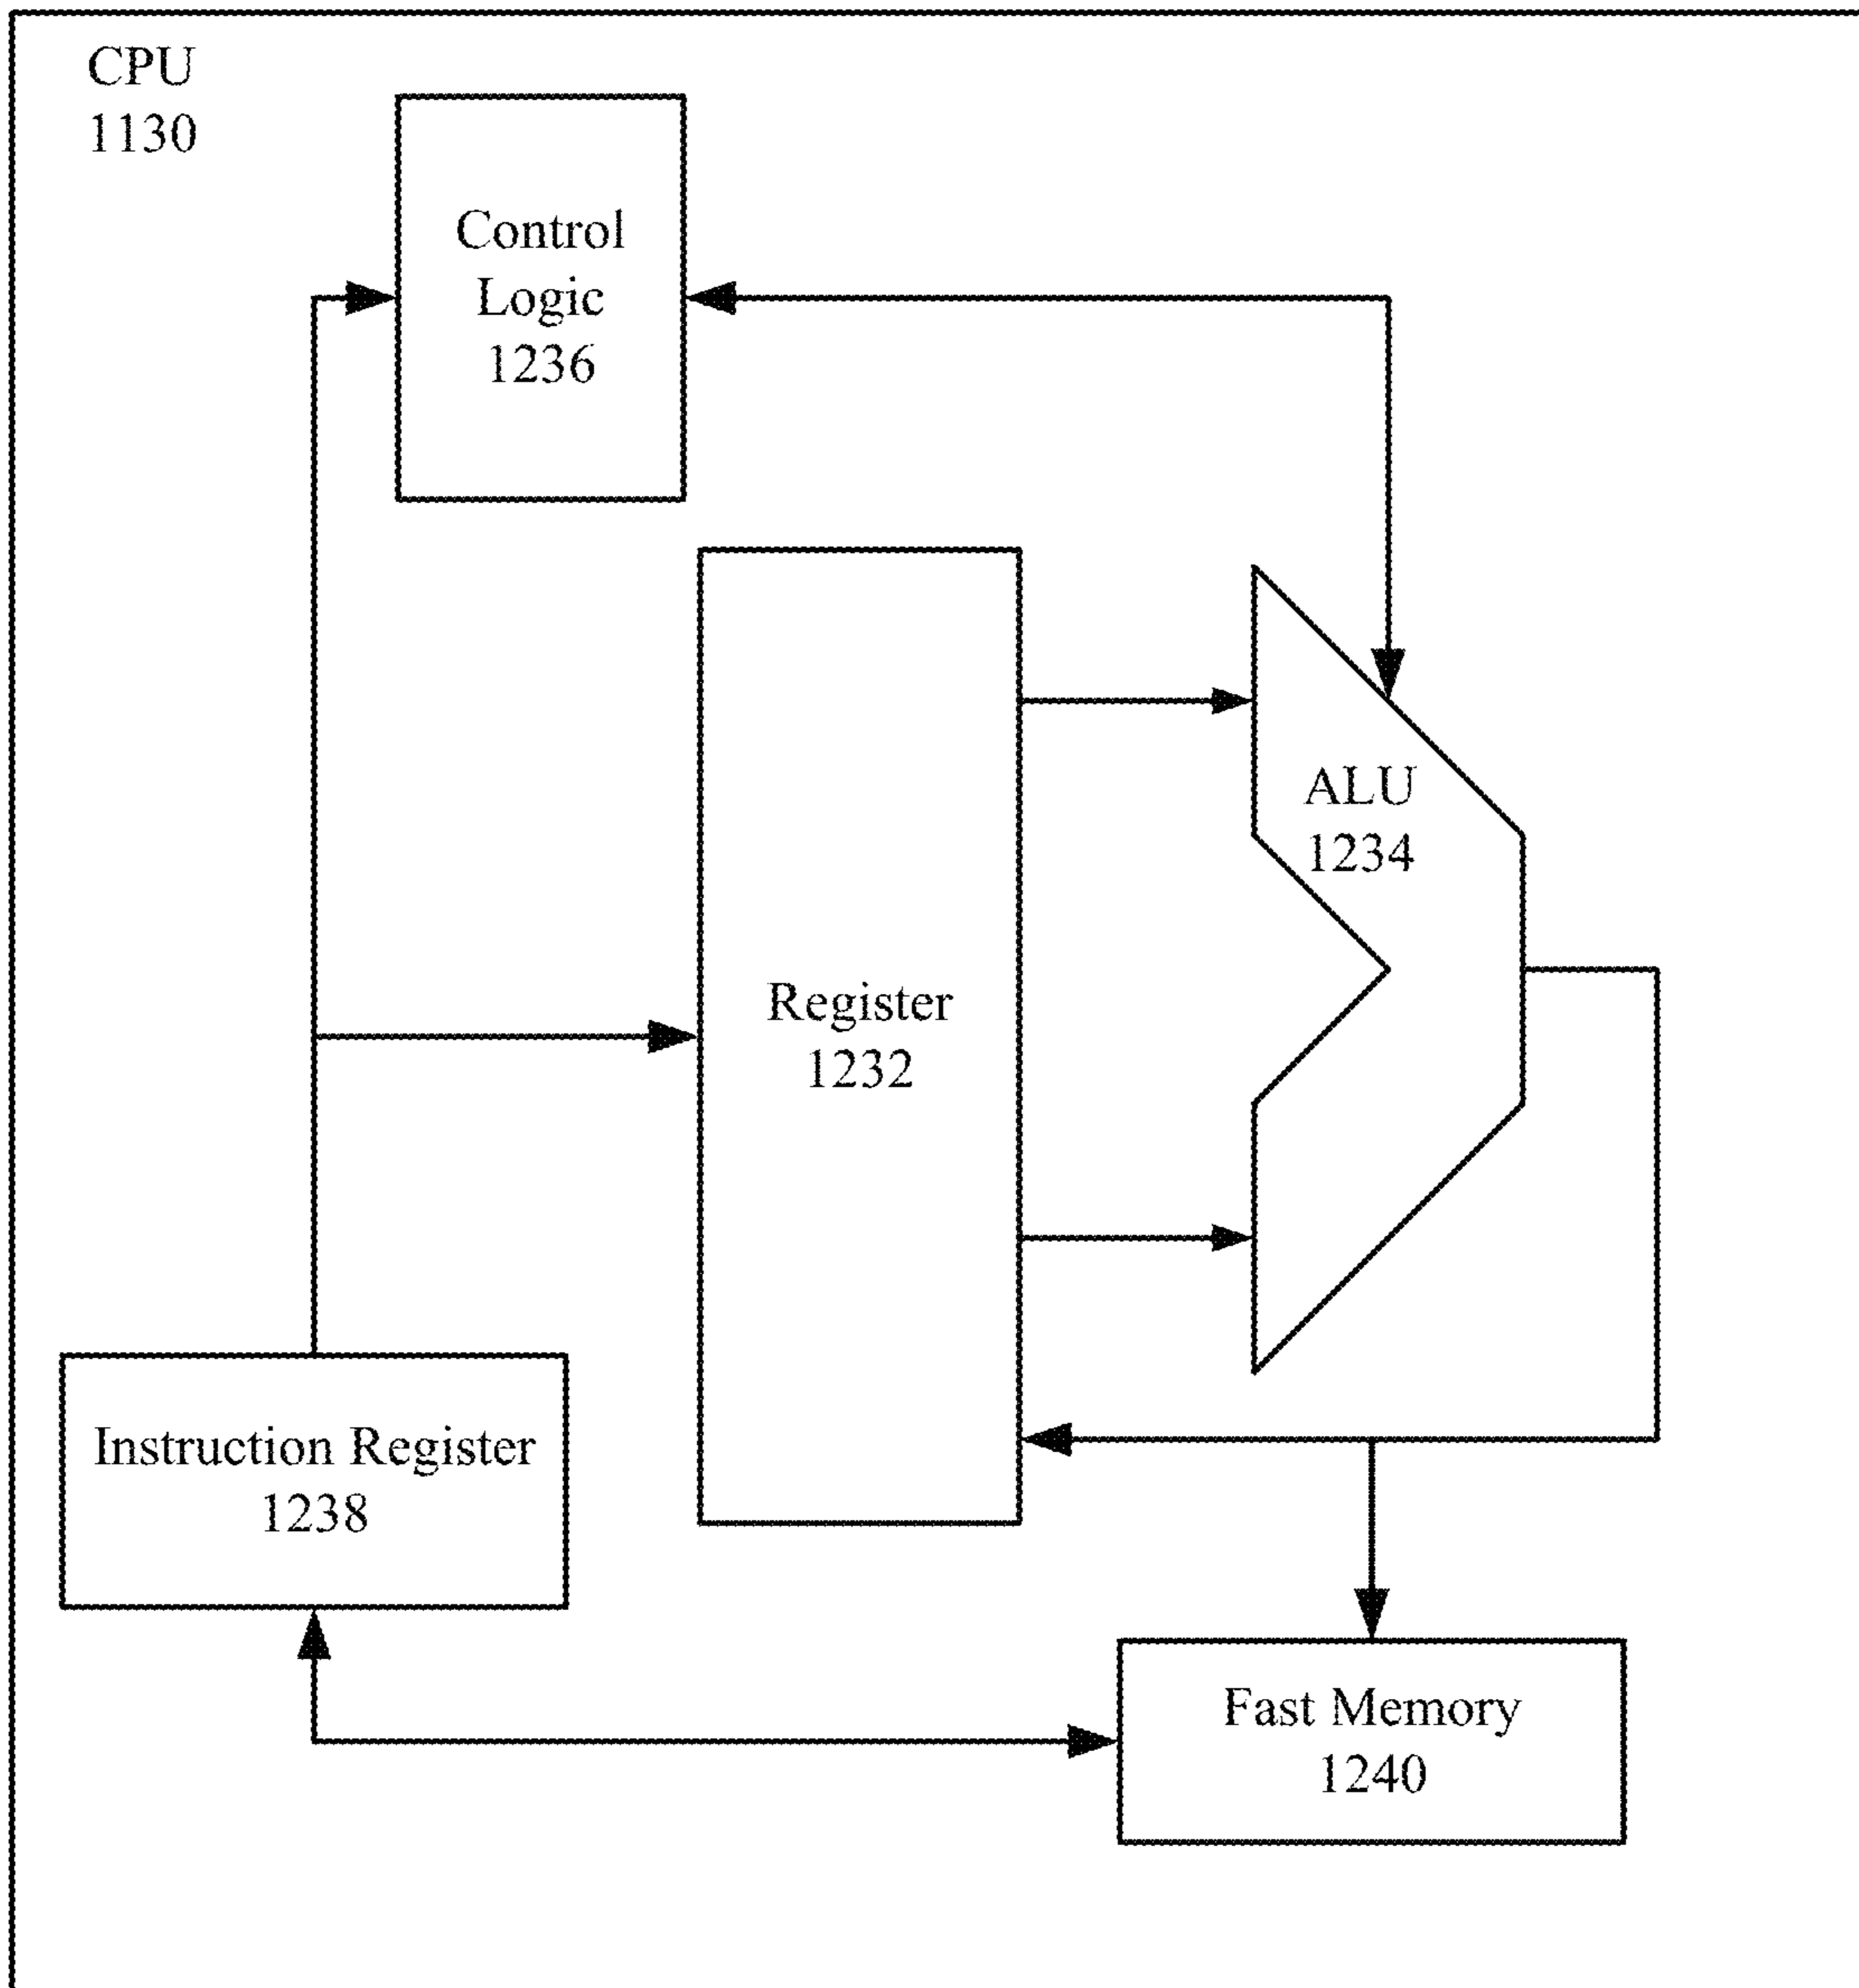 CPU
1130
Control
Logic
1236
ALU
1234
Register
1232
Instruction Register
1238
Fast Memory
1240